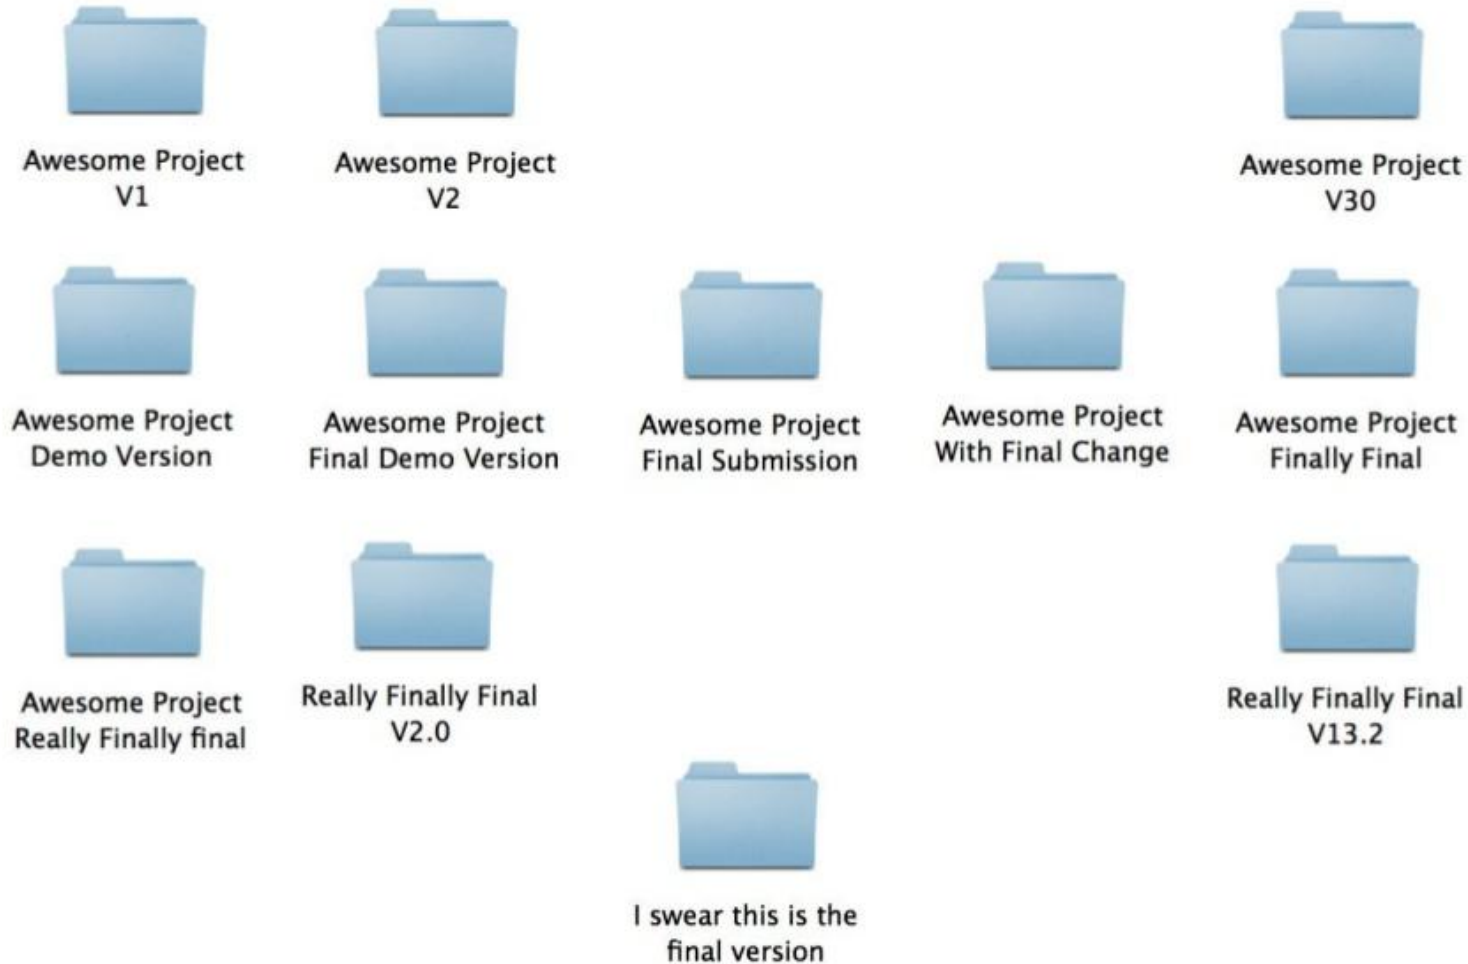 Awesome Project
V1
Awesome Project
V2
Awesome Project
V30
Awesome Project
Demo Version
Awesome Project
Final Demo Version
Awesome Project
Final Submission
Awesome Project
With Final Change
Awesome Project
Finally Final
Awesome Project
Really Finally final
Really Finally Final
V2.0
Really Finally Final
V13.2
I swear this is the
final version